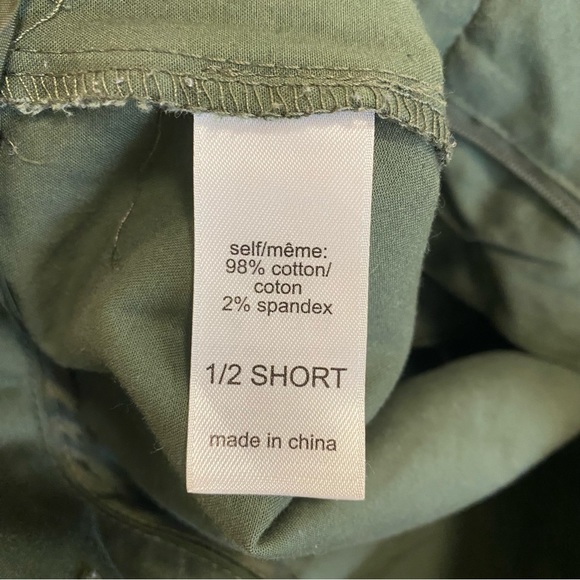 self/même:
98% cotton/
coton
2% spandex
1/2 SHORT
made in china